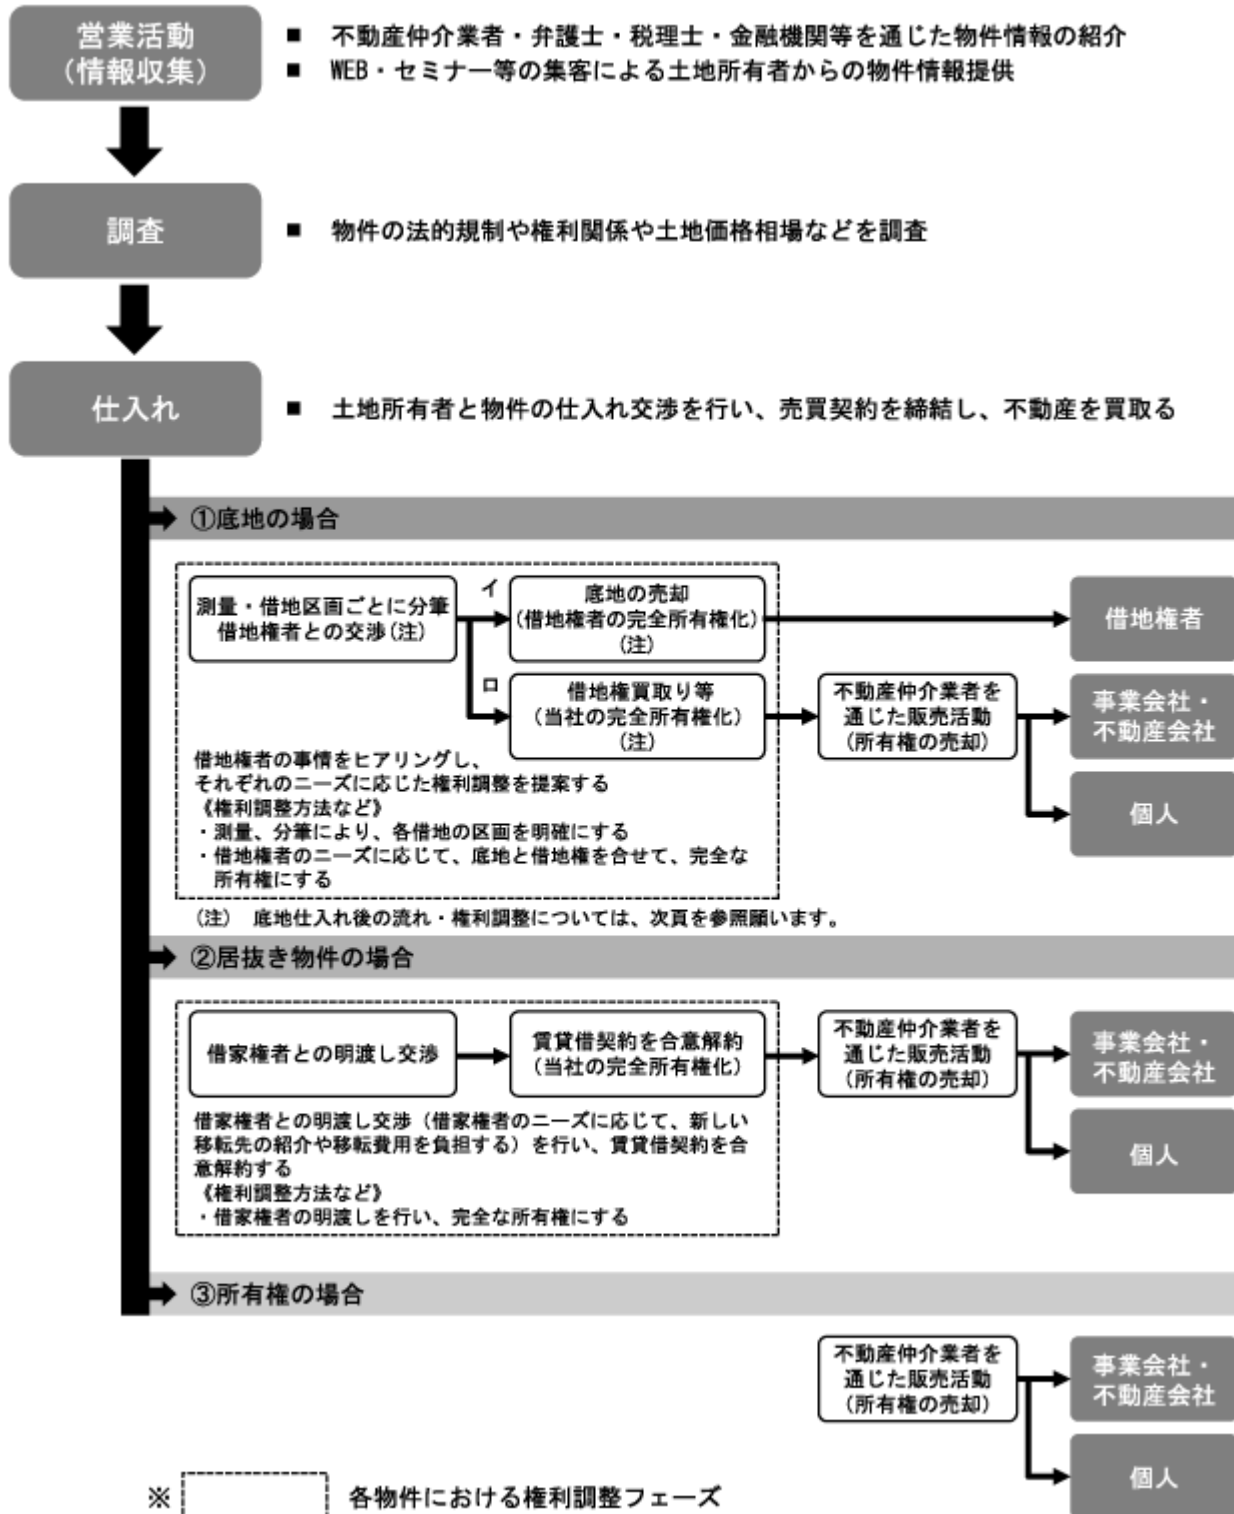 営業活動
（情報収集）
■ 不動産仲介業者・弁護士・税理士・金融機関等を通じた物件情報の紹介
■ WEB・セミナー等の集客による土地所有者からの物件情報提供
調査
■ 物件の法的規制や権利関係や土地価格相場などを調査
仕入れ
■ 土地所有者と物件の仕入れ交渉を行い、売買契約を締結し、不動産を買取る
①底地の場合
測量・借地区画ごとに分筆
借地権者との交渉(注)
イ
底地の売却
(借地権者の完全所有権化)
(注)
借地権者
ロ
借地権買取り等
(当社の完全所有権化)
(注)
不動産仲介業者を
通じた販売活動
(所有権の売却)
事業会社・
不動産会社
個人
借地権者の事情をヒアリングし、
それぞれのニーズに応じた権利調整を提案する
《権利調整方法など》
・測量、分筆により、各借地の区画を明確にする
・借地権者のニーズに応じて、底地と借地権を合せて、完全な
所有権にする
(注) 底地仕入れ後の流れ・権利調整については、次頁を参照願います。
②居抜き物件の場合
借家権者との明渡し交渉
賃貸借契約を合意解約
(当社の完全所有権化)
不動産仲介業者を
通じた販売活動
(所有権の売却)
事業会社・
不動産会社
個人
借家権者との明渡し交渉（借家権者のニーズに応じて、新しい
移転先の紹介や移転費用を負担する）を行い、賃貸借契約を合
意解約する
《権利調整方法など》
・借家権者の明渡しを行い、完全な所有権にする
③所有権の場合
不動産仲介業者を
通じた販売活動
(所有権の売却)
事業会社・
不動産会社
個人
※ 各物件における権利調整フェーズ